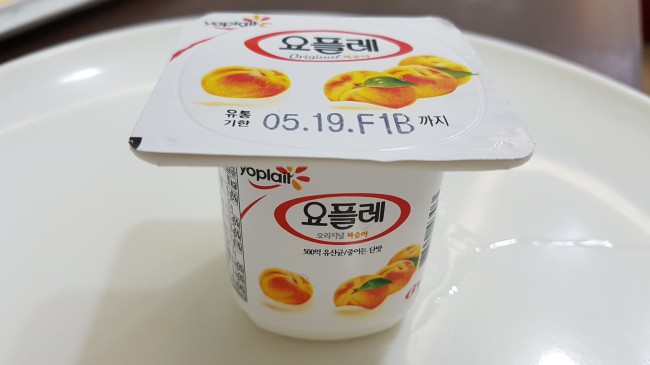 yoplait
요플레
Original 복숭아
유통
기한 05.19.F1B 까지
yoplait
요플레
오리지널 복숭아
500억 유산균/줄어든 단맛